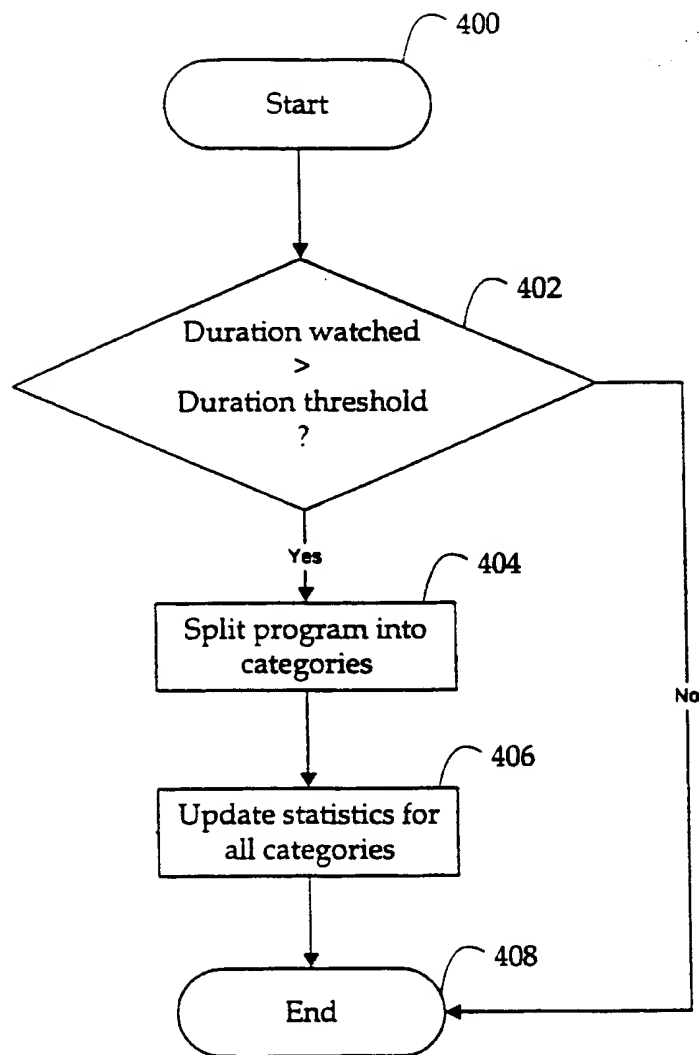 400
Start
402
Duration watched
>
Duration threshold
?
Yes
404
Split program into
categories
No
406
Update statistics for
all categories
408
End